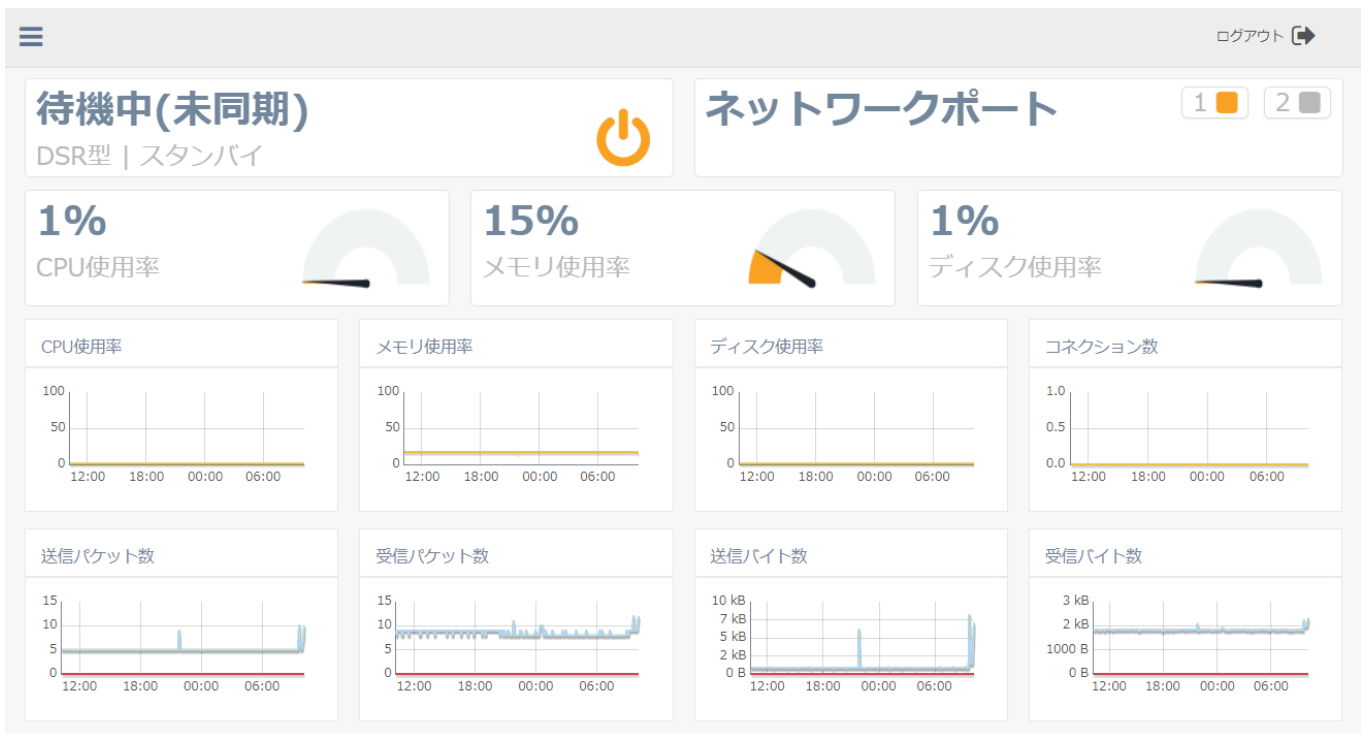 ログアウト
待機中(未同期)
DSR型 | スタンバイ
ネットワークポート
1
2
1%
CPU使用率
15%
メモリ使用率
1%
ディスク使用率
CPU使用率
100
50
0
12:00 18:00 00:00 06:00
メモリ使用率
100
50
0
12:00 18:00 00:00 06:00
ディスク使用率
100
50
0
12:00 18:00 00:00 06:00
コネクション数
1.0
0.5
0.0
12:00 18:00 00:00 06:00
送信パケット数
15
10
5
0
12:00 18:00 00:00 06:00
受信パケット数
15
10
5
0
12:00 18:00 00:00 06:00
送信バイト数
10 kB
7 kB
5 kB
2 kB
0 B
12:00 18:00 00:00 06:00
受信バイト数
3 kB
2 kB
1000 B
0 B
12:00 18:00 00:00 06:00